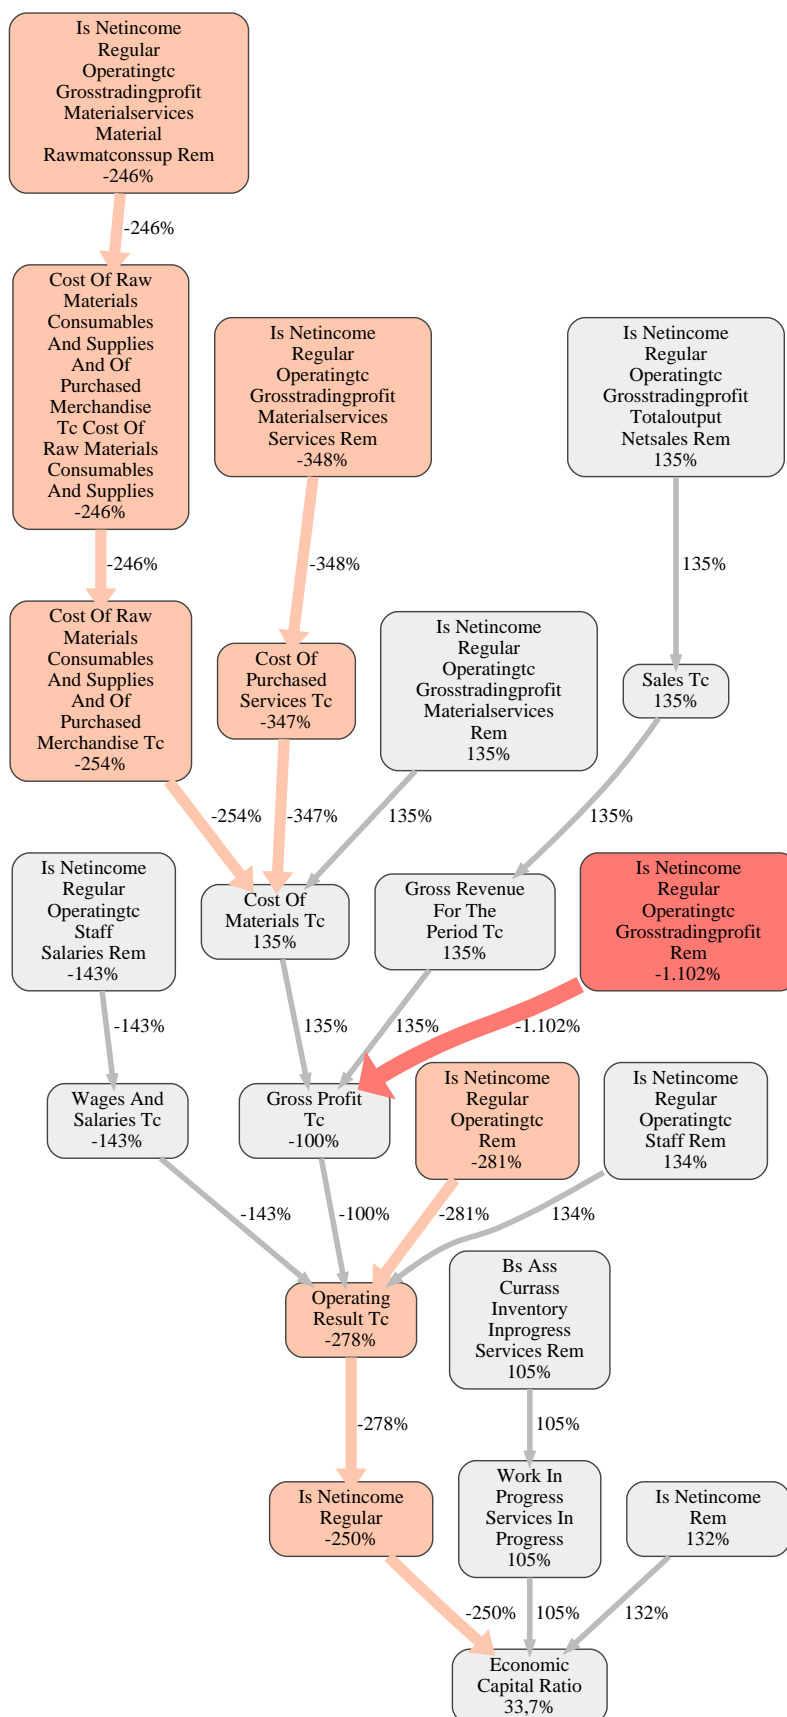 Is Netincome
Regular
Operatingtc
Grosstradingprofit
Materialservices
Material
Rawmatconssup Rem
-246%
-246%
Cost Of Raw
Materials
Consumables
And Supplies
And Of
Purchased
Merchandise
Tc Cost Of
Raw Materials
Consumables
And Supplies
-246%
Is Netincome
Regular
Operatingtc
Grosstradingprofit
Materialservices
Services Rem
-348%
Is Netincome
Regular
Operatingtc
Grosstradingprofit
Totaloutput
Netsales Rem
135%
-246%
-348%
135%
Cost Of Raw
Materials
Consumables
And Supplies
And Of
Purchased
Merchandise Tc
-254%
Cost Of
Purchased
Services Tc
-347%
Is Netincome
Regular
Operatingtc
Grosstradingprofit
Materialservices
Rem
135%
Sales Tc
135%
-254%
-347%
135%
135%
Is Netincome
Regular
Operatingtc
Staff
Salaries Rem
-143%
Cost Of
Materials Tc
135%
Gross Revenue
For The
Period Tc
135%
Is Netincome
Regular
Operatingtc
Grosstradingprofit
Rem
-1.102%
-143%
135%
135%
-1.102%
Wages And
Salaries Tc
-143%
Gross Profit
Tc
-100%
Is Netincome
Regular
Operatingtc
Rem
-281%
Is Netincome
Regular
Operatingtc
Staff Rem
134%
-143%
-100%
-281%
134%
Operating
Result Tc
-278%
Bs Ass
Currass
Inventory
Inprogress
Services Rem
105%
-278%
105%
Is Netincome
Regular
-250%
Work In
Progress
Services In
Progress
105%
Is Netincome
Rem
132%
-250%
105%
132%
Economic
Capital Ratio
33,7%